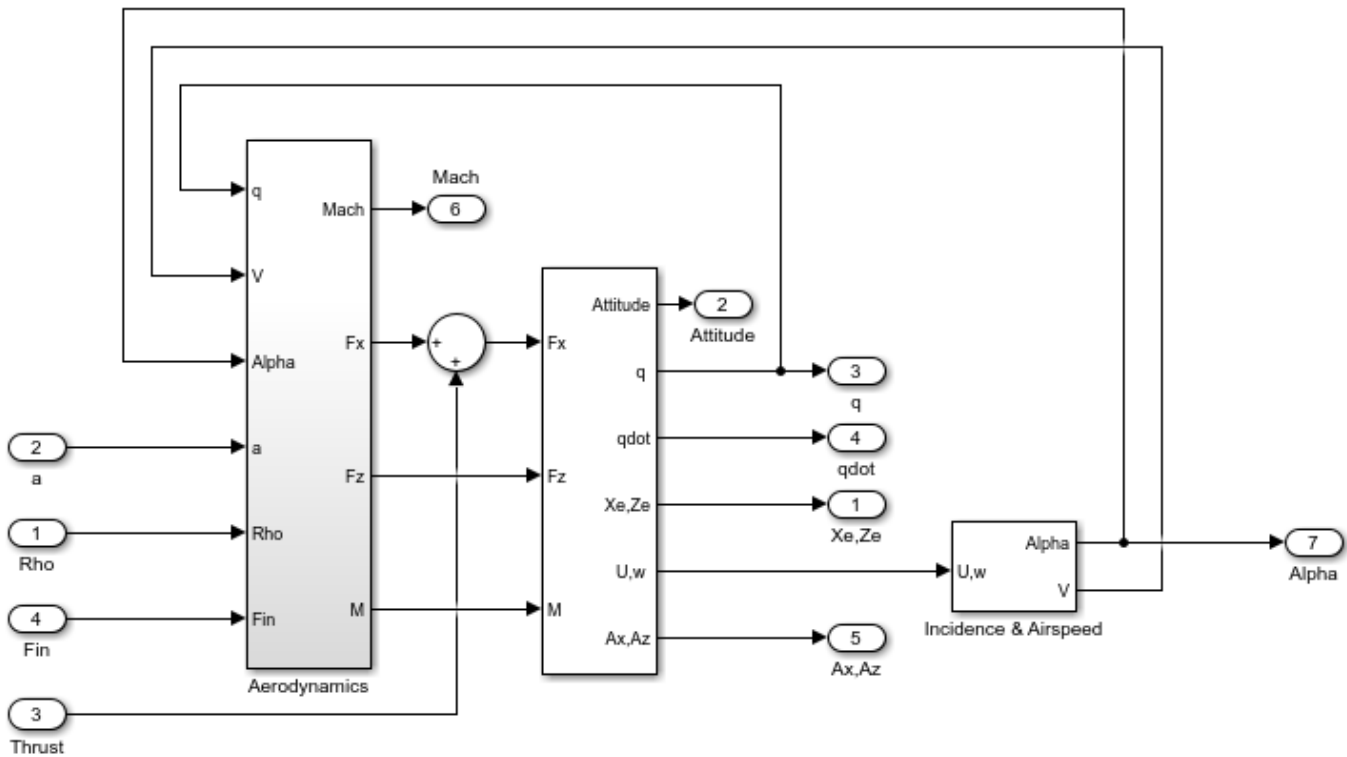 Mach
6
q
Mach
V
Attitude
2
Attitude
Fx
+
+
Fx
Alpha
q
3
q
2
a
a
qdot
4
qdot
Fz
Fz
Xe,Ze
1
Xe,Ze
1
Rho
Rho
Alpha
7
Alpha
U,w
U,w
V
Incidence & Airspeed
4
Fin
Fin
M
M
Ax,Az
5
Ax,Az
Aerodynamics
3
Thrust